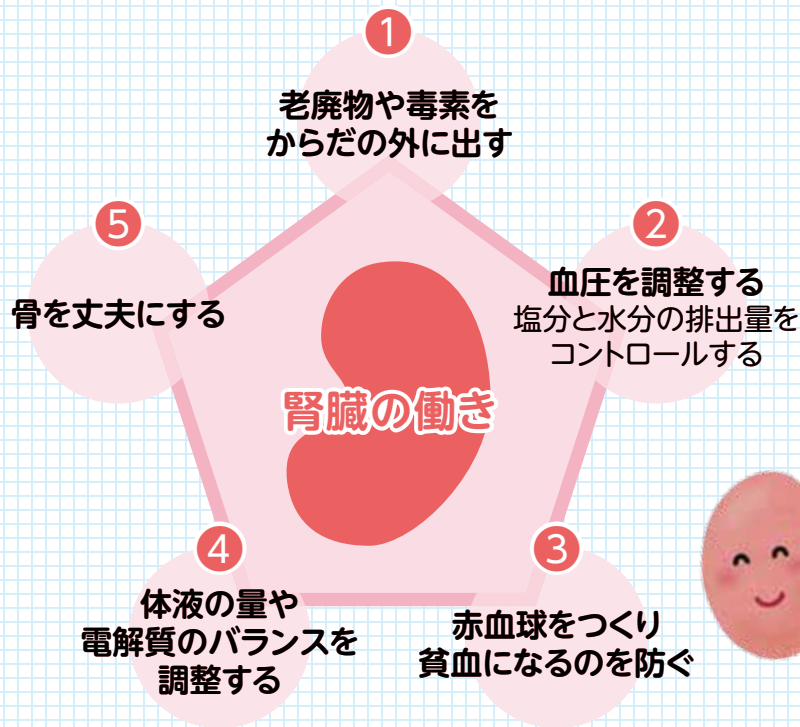 1
老廃物や毒素を
からだの外に出す
2
血圧を調整する
塩分と水分の排出量を
コントロールする
3
赤血球をつくり
貧血になるのを防ぐ
4
体液の量や
電解質のバランスを
調整する
5
骨を丈夫にする
腎臓の働き